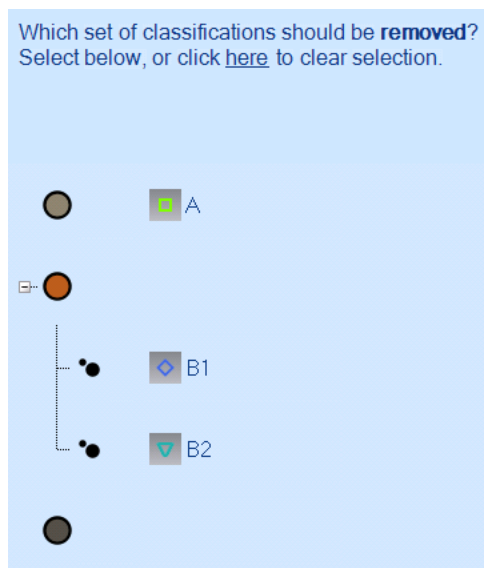 Which set of classifications should be removed?
Select below, or click here to clear selection.
A
B1
B2